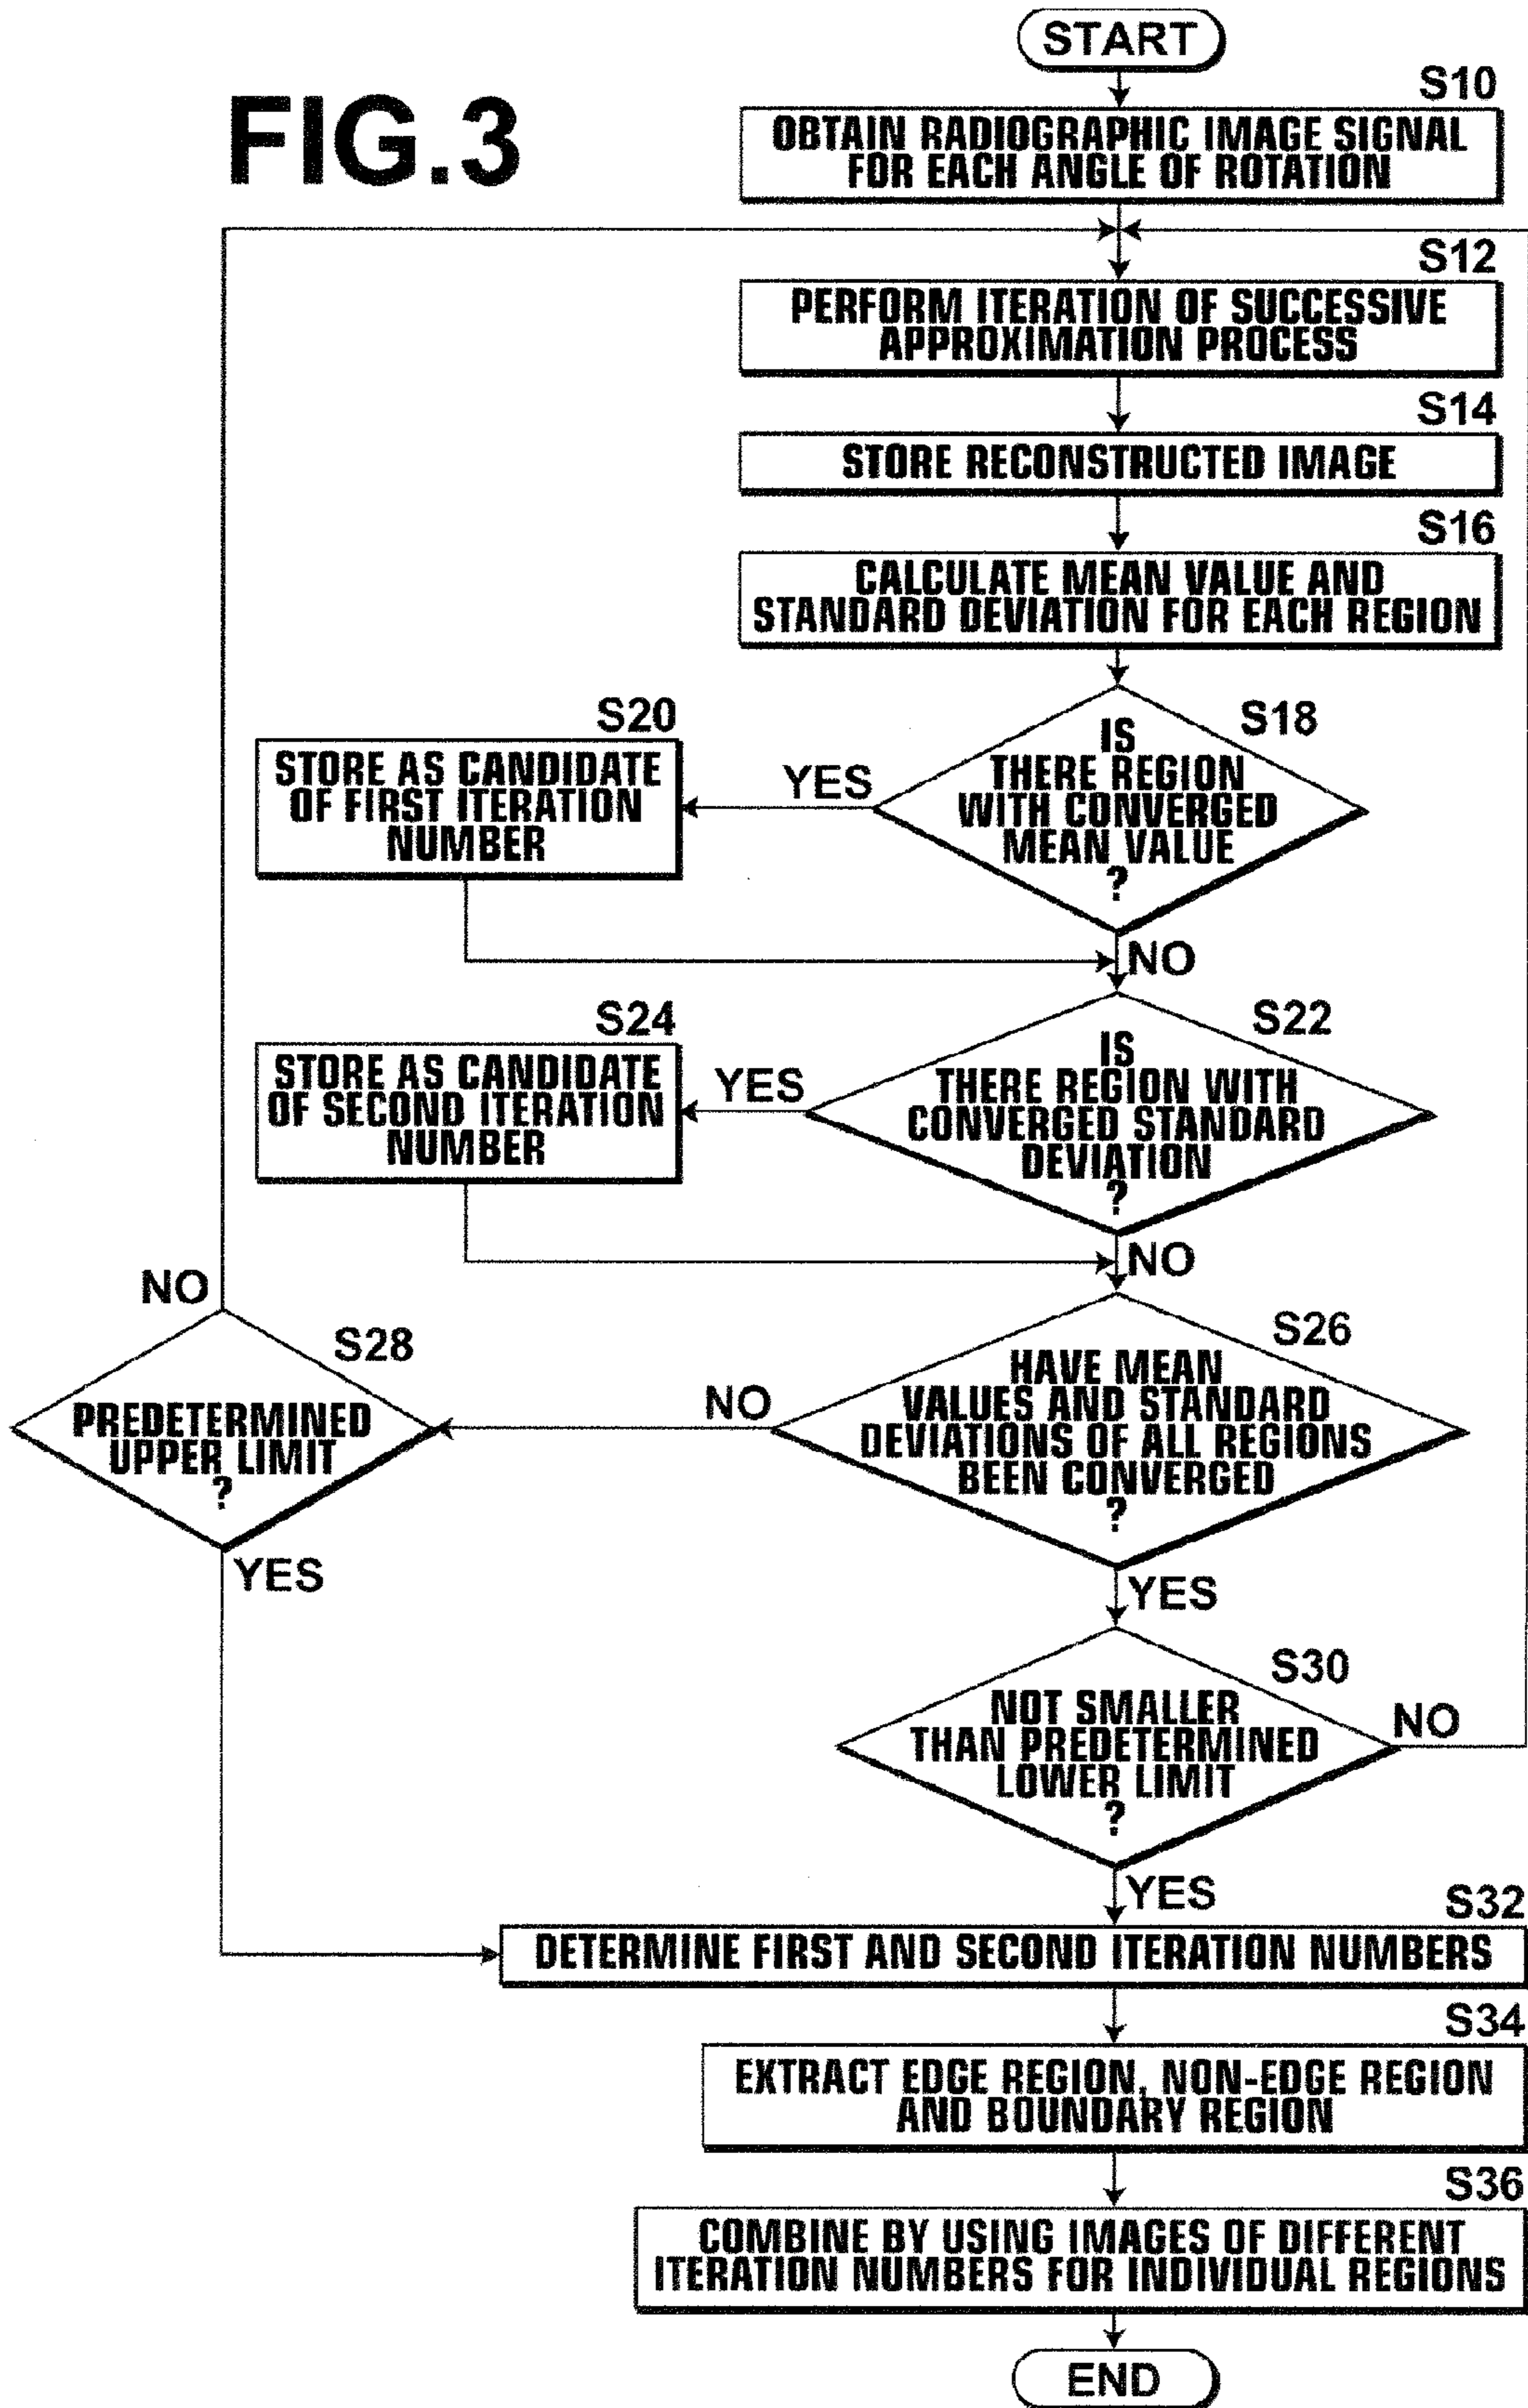 FIG.3
START
S10
OBTAIN RADIOGRAPHIC IMAGE SIGNAL
FOR EACH ANGLE OF ROTATION
S12
PERFORM ITERATION OF SUCCESSIVE
APPROXIMATION PROCESS
S14
STORE RECONSTRUCTED IMAGE
S16
CALCULATE MEAN VALUE AND
STANDARD DEVIATION FOR EACH REGION
S18
IS
THERE REGION
WITH CONVERGED
MEAN VALUE
?
YES
S20
STORE AS CANDIDATE
OF FIRST ITERATION
NUMBER
NO
S22
IS
THERE REGION WITH
CONVERGED STANDARD
DEVIATION
?
YES
S24
STORE AS CANDIDATE
OF SECOND ITERATION
NUMBER
NO
S26
HAVE MEAN
VALUES AND STANDARD
DEVIATIONS OF ALL REGIONS
BEEN CONVERGED
?
NO
NO
S28
PREDETERMINED
UPPER LIMIT
?
YES
YES
S30
NOT SMALLER
THAN PREDETERMINED
LOWER LIMIT
?
NO
YES
S32
DETERMINE FIRST AND SECOND ITERATION NUMBERS
S34
EXTRACT EDGE REGION, NON-EDGE REGION
AND BOUNDARY REGION
S36
COMBINE BY USING IMAGES OF DIFFERENT
ITERATION NUMBERS FOR INDIVIDUAL REGIONS
END